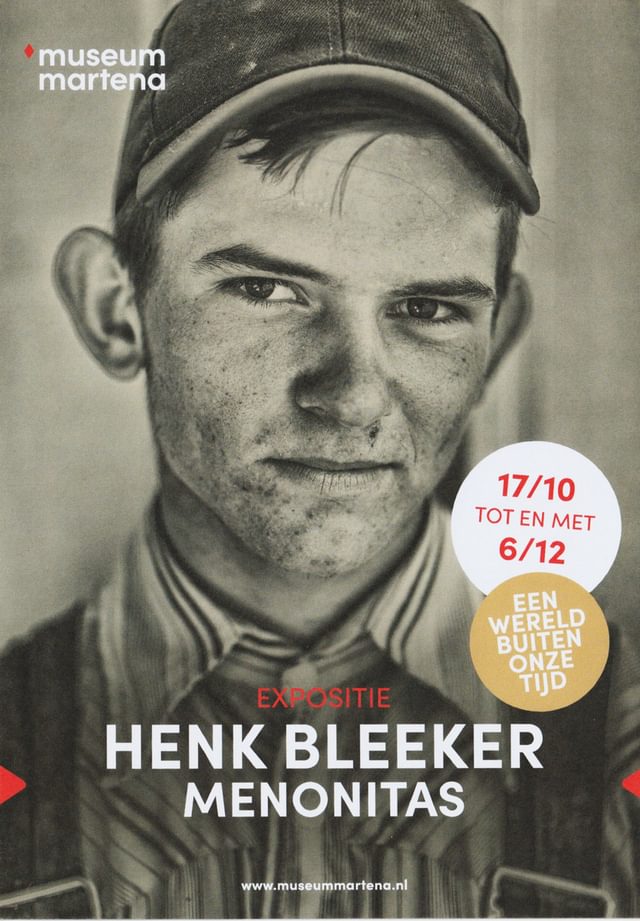 museum
martena
17/10
TOT EN MET
6/12
EEN
WERELD
BUITEN
ONZE
TIJD
EXPOSITIE
HENK BLEEKER
MENONITAS
www.museummartena.nl